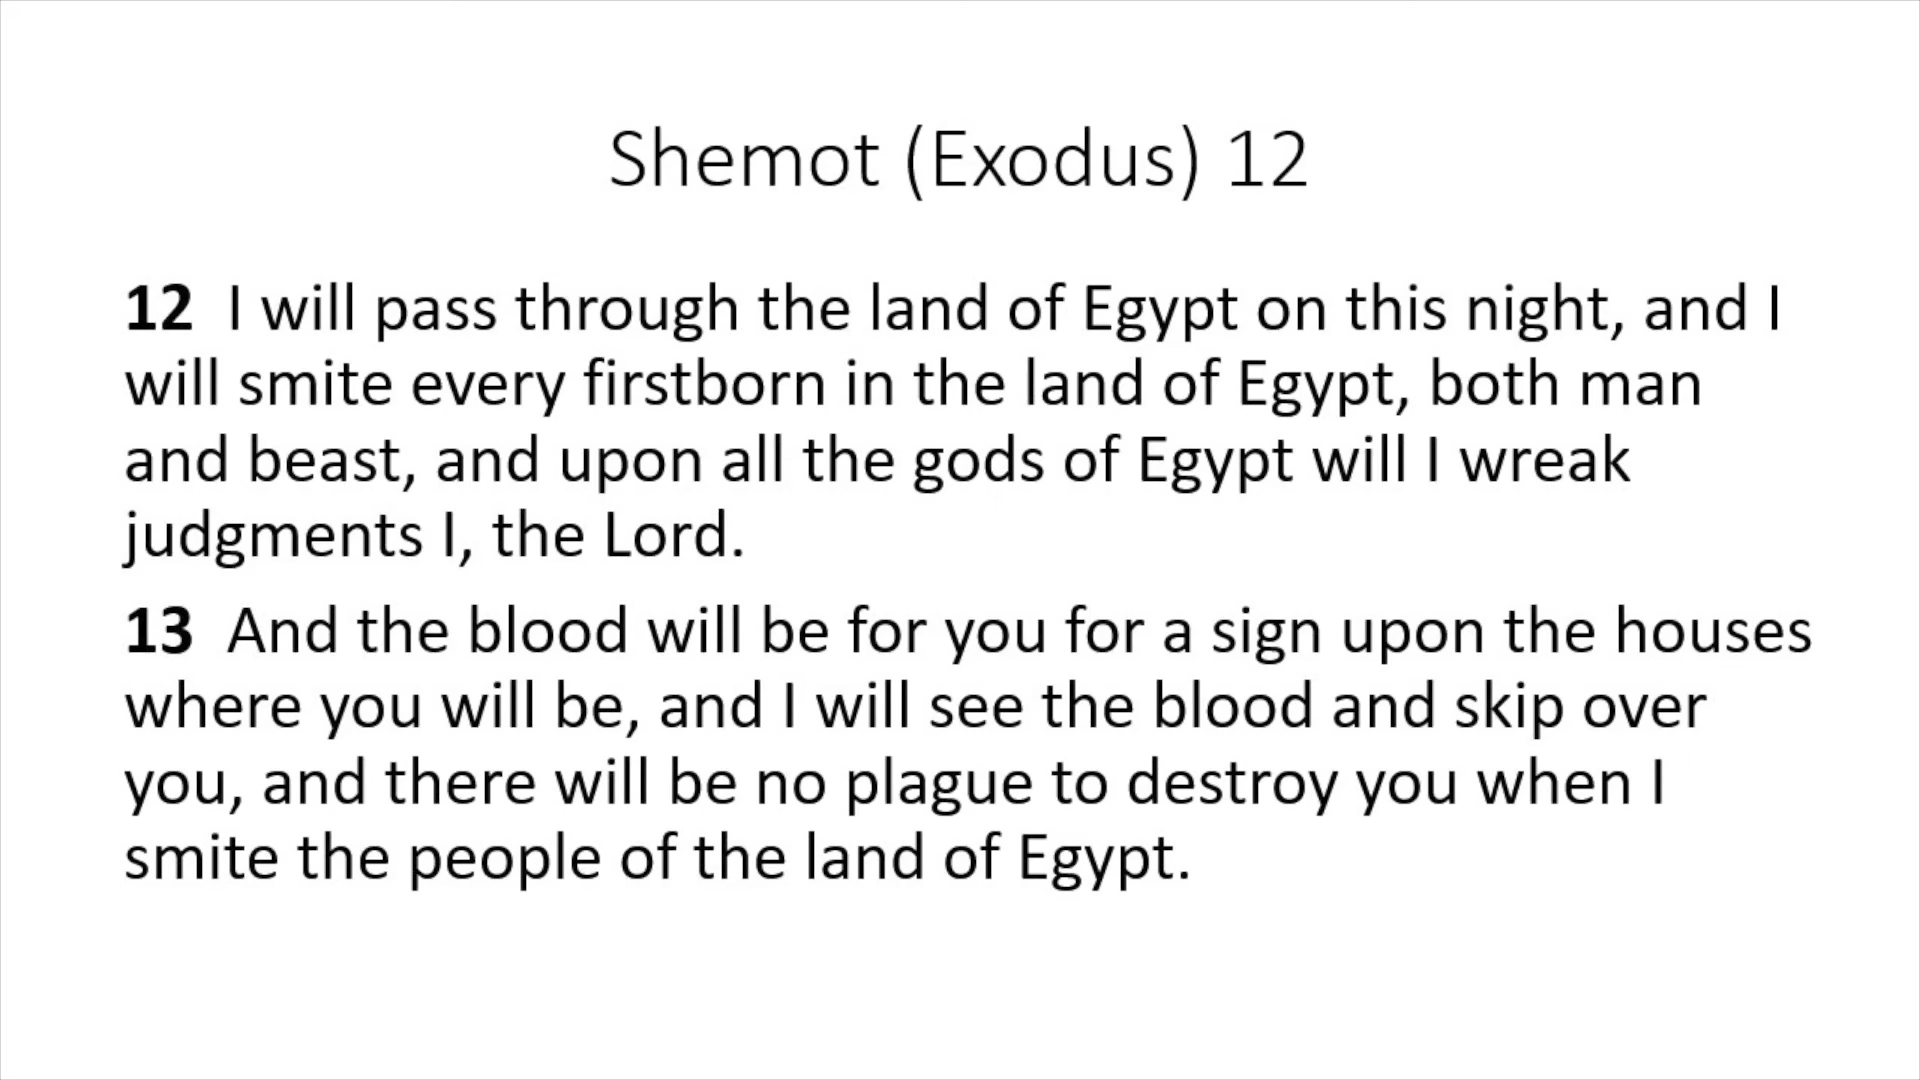 Shemot (Exodus) 12
12 I will pass through the land of Egypt on this night, and I
will smite every firstborn in the land of Egypt, both man
and beast, and upon all the gods of Egypt will I wreak
judgments I, the Lord.
13 And the blood will be for you for a sign upon the houses
where you will be, and I will see the blood and skip over
you, and there will be no plague to destroy you when I
smite the people of the land of Egypt.